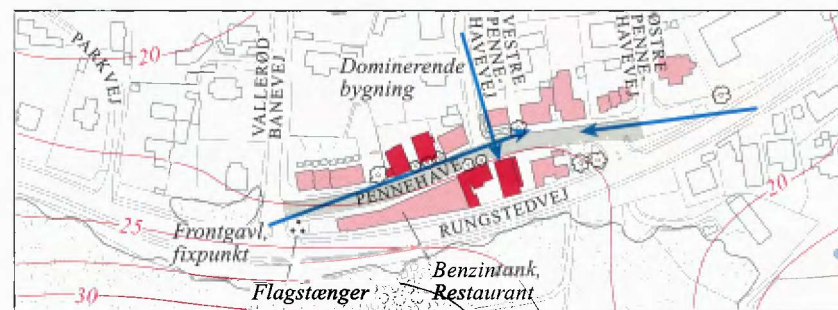 PARKVEJ
20
VALLERØD
BANEVEJ
Dominerende
bygning
VESTRE
PENNE-
HAVEVEJ
ØSTRE
PENNE-
HAVEVEJ
PENNEHAVE
RUNGSTEDVEJ
20
25
Frontgavl,
fixpunkt
30
Flagstænger
Benzintank,
Restaurant